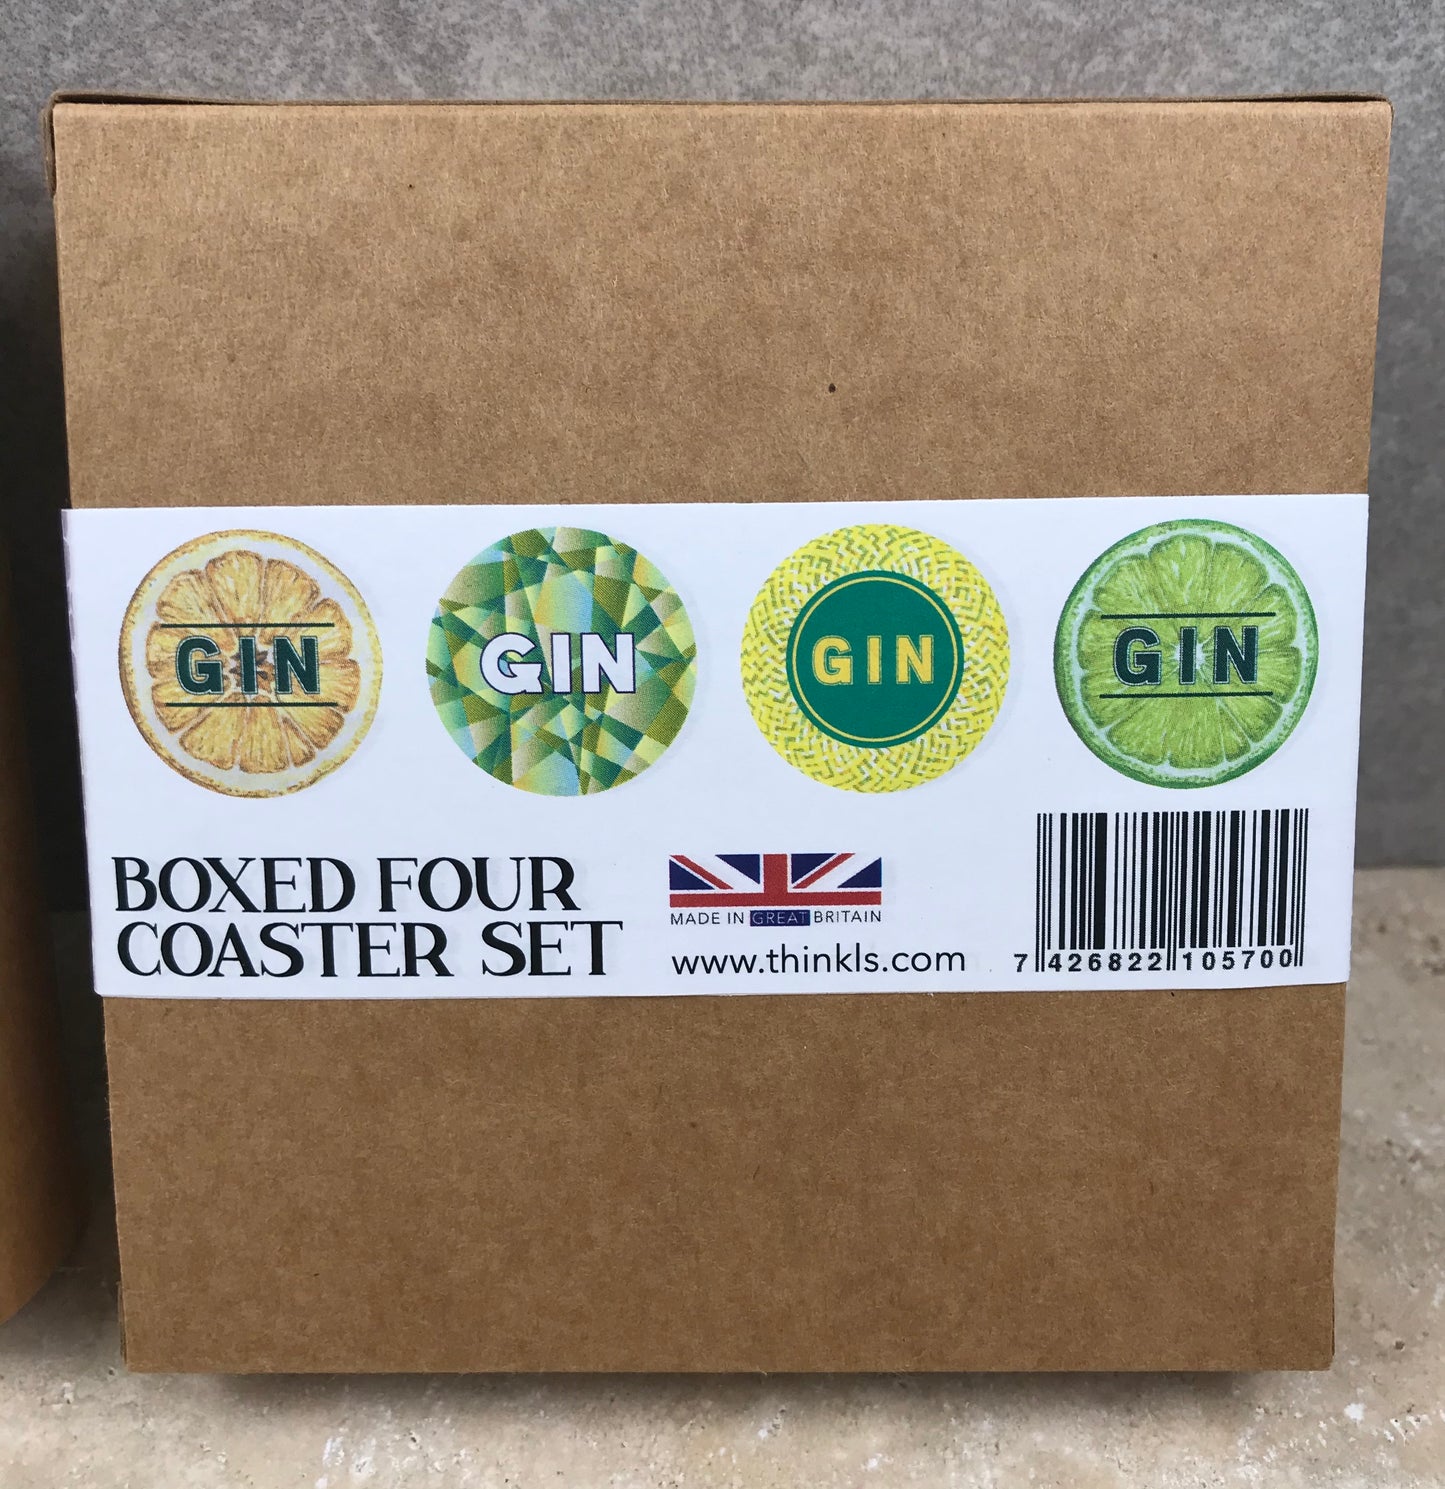 GIN
GIN
GIN
GIN
BOXED FOUR
COASTER SET
MADE IN GREAT BRITAIN
www.thinkls.com
7 426822 105700